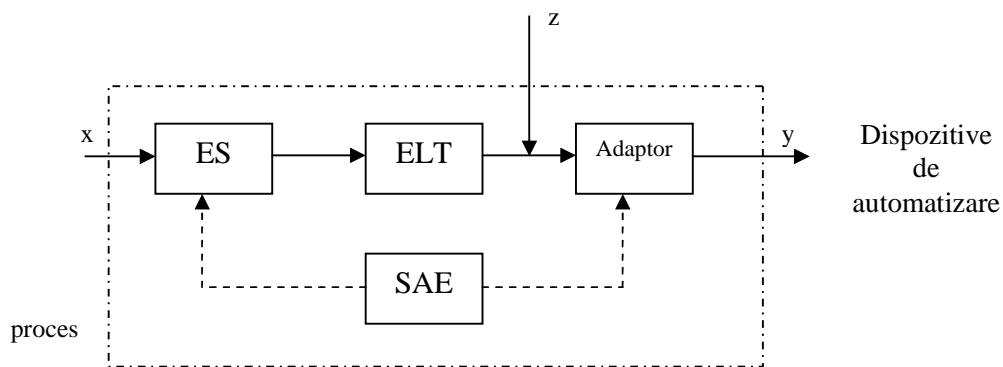 z
x
ES
ELT
Adaptor
y
Dispozitive
de
automatizare
SAE
proces